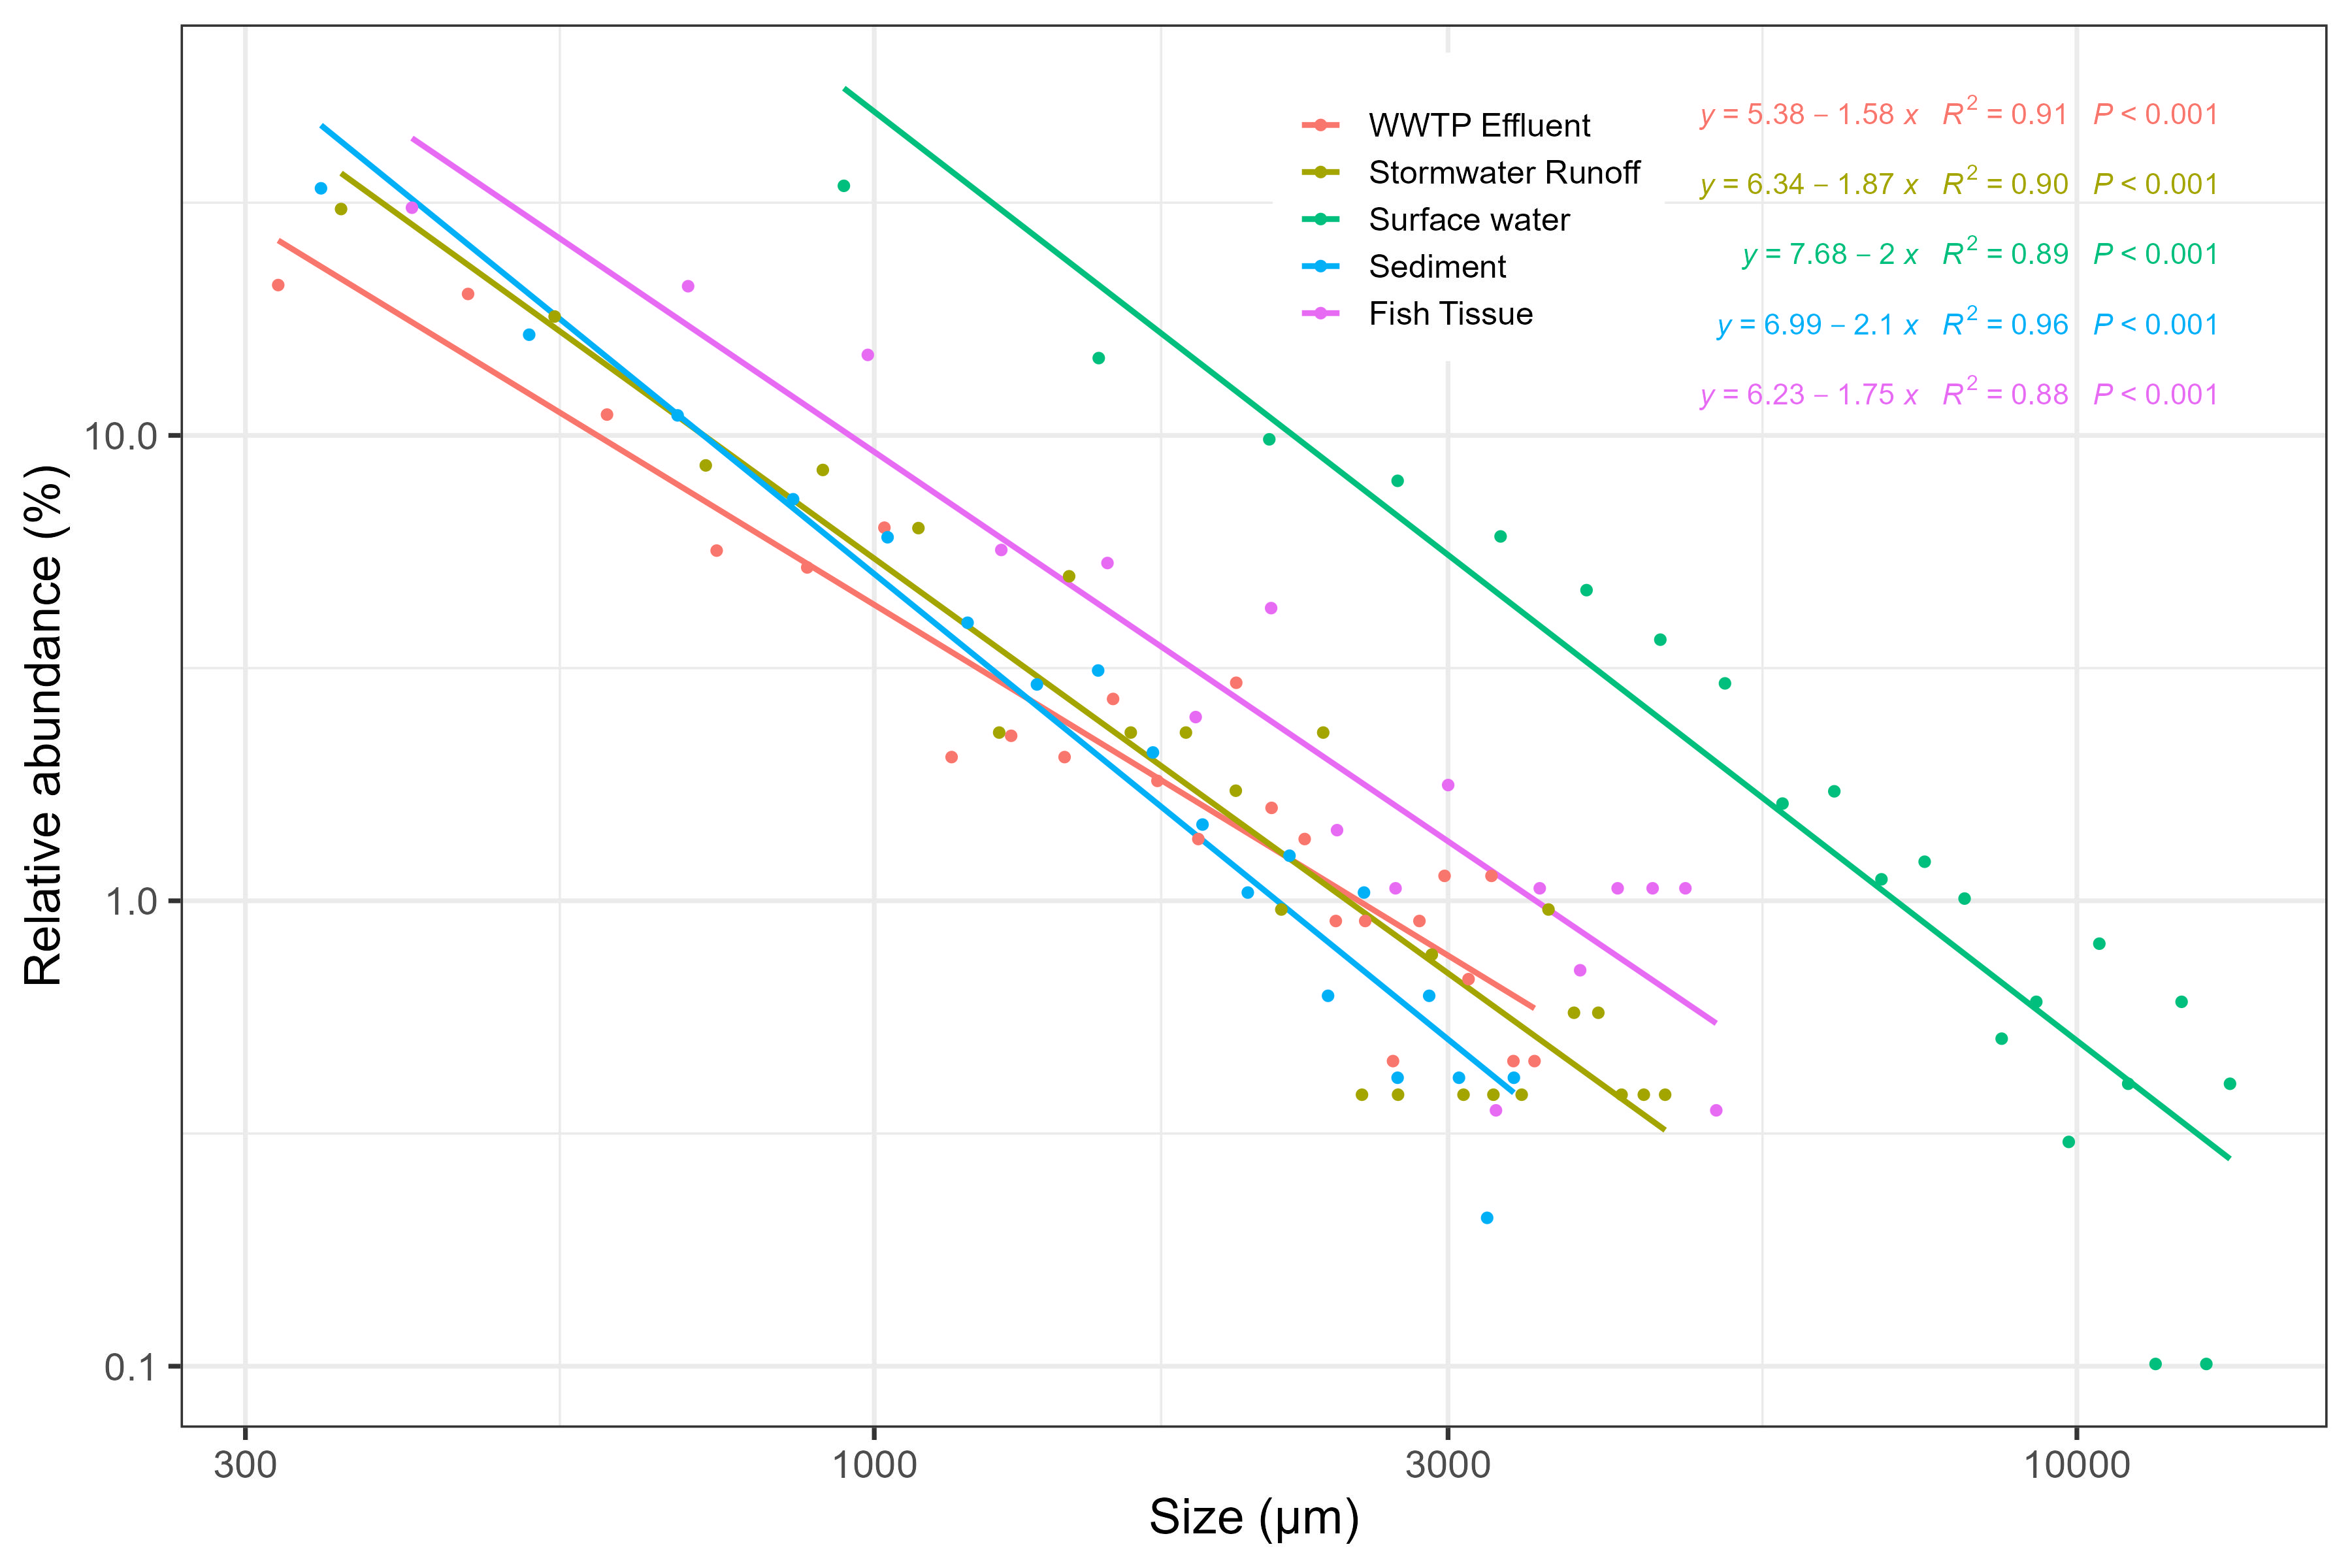 WWTP Effluent
Stormwater Runoff
Surface water
Sediment
Fish Tissue
y = 5.38 – 1.58 x R² = 0.91 P < 0.001
y = 6.34 – 1.87 x R² = 0.90 P < 0.001
y = 7.68 – 2 x R² = 0.89 P < 0.001
y = 6.99 – 2.1 x R² = 0.96 P < 0.001
y = 6.23 – 1.75 x R² = 0.88 P < 0.001
Relative abundance (%)
10.0
1.0
0.1
300 1000 3000 10000
Size (μm)